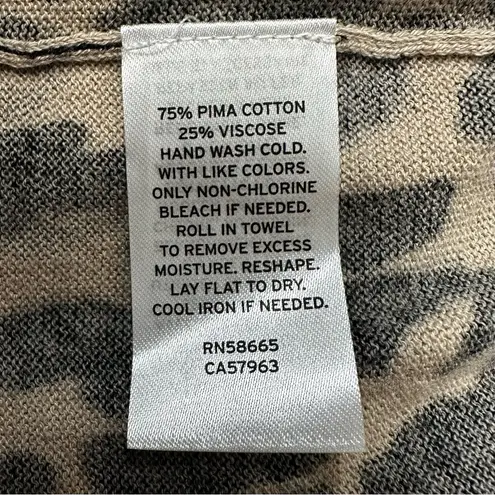 75% PIMA COTTON
25% VISCOSE
HAND WASH COLD.
WITH LIKE COLORS.
ONLY NON-CHLORINE
BLEACH IF NEEDED.
ROLL IN TOWEL
TO REMOVE EXCESS
MOISTURE. RESHAPE.
LAY FLAT TO DRY.
COOL IRON IF NEEDED.
RN58665
CA57963